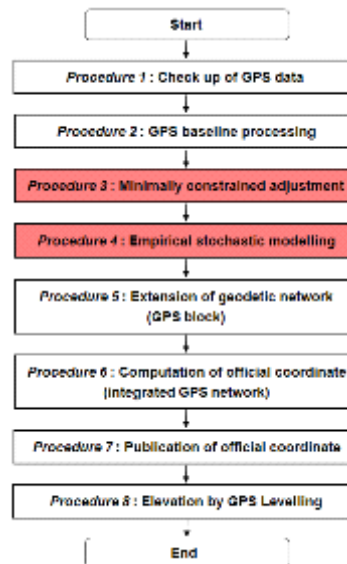 Start
Procedure 1 : Check up of GPS data
Procedure 2 : GPS baseline processing
Procedure 3 : Minimally constrained adjustment
Procedure 4 : Empirical stochastic modelling
Procedure 5 : Extension of geodetic network
(GPS block)
Procedure 6 : Computation of official coordinate
(integrated GPS network)
Procedure 7 : Publication of official coordinate
Procedure 8 : Elevation by GPS Levelling
End